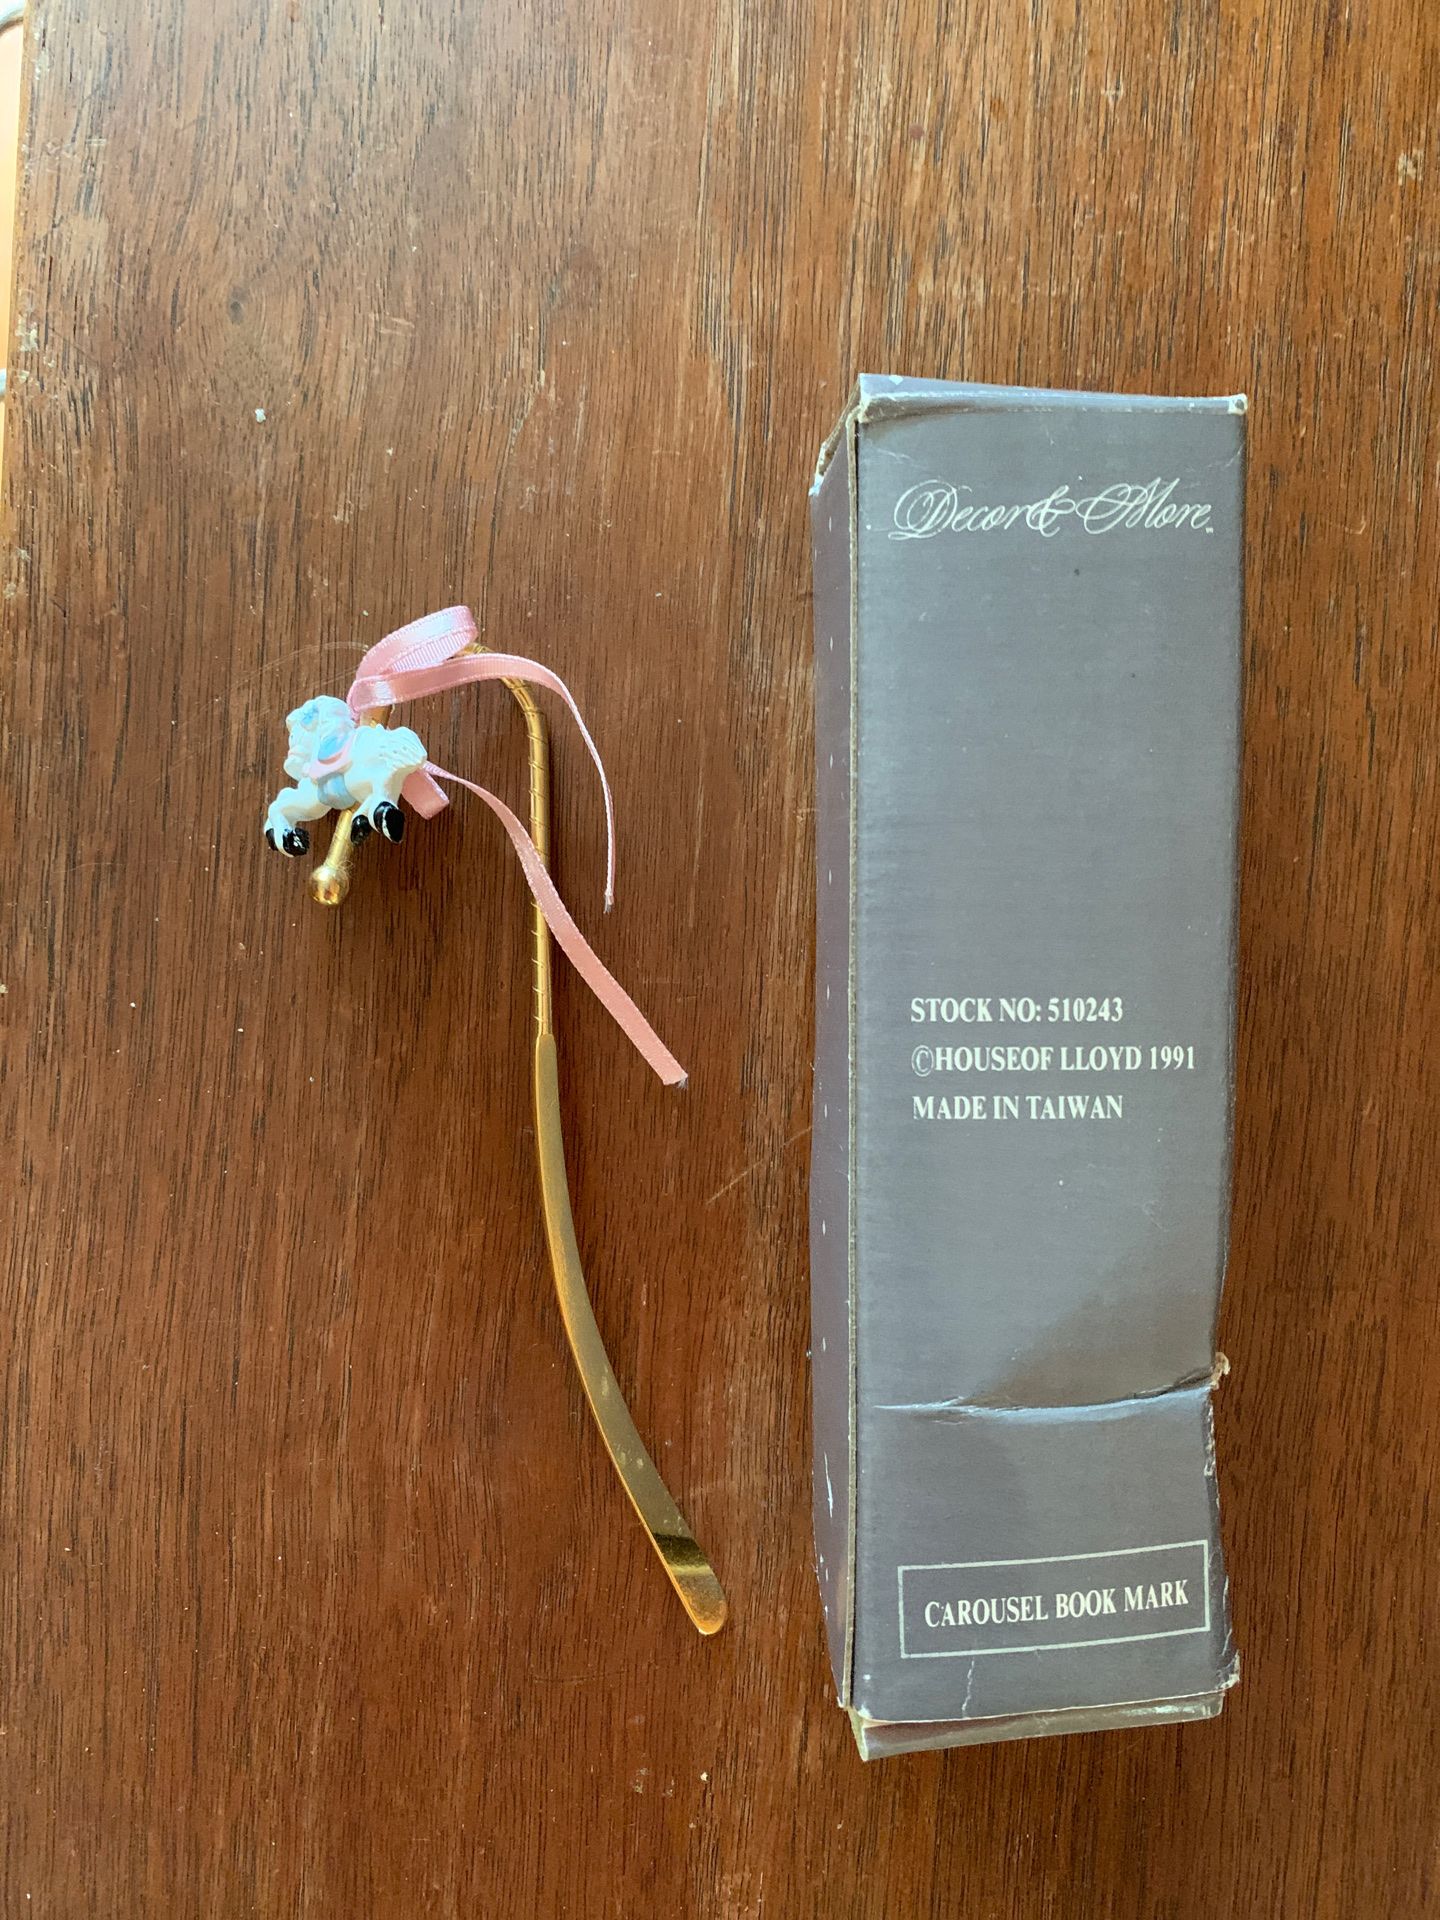 Decor & More
STOCK NO: 510243
©HOUSEOF LLOYD 1991
MADE IN TAIWAN
CAROUSEL BOOK MARK